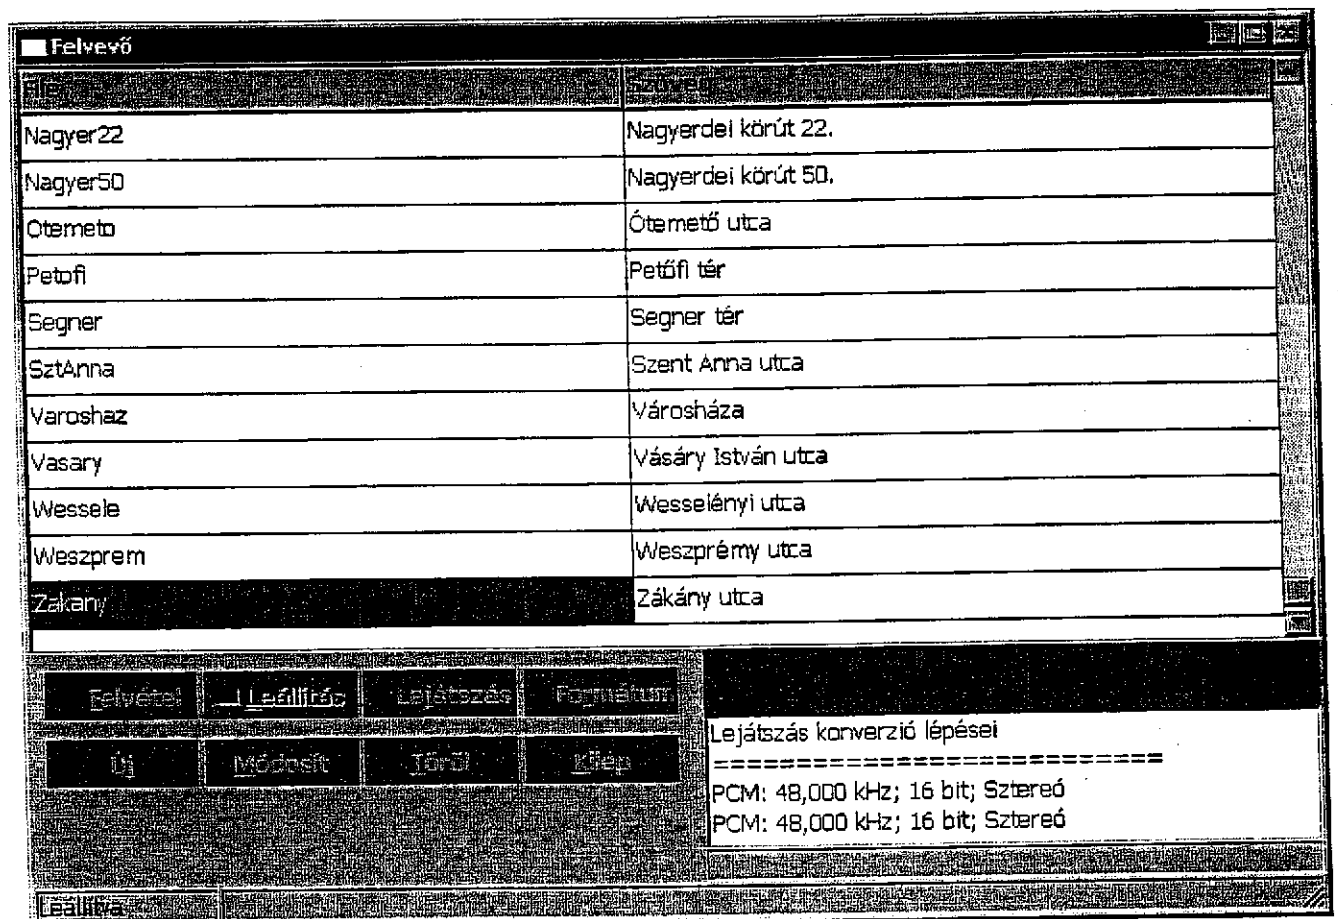 Felvevő
Nagyer22 Nagyerdei körút 22.
Nagyer50 Nagyerdei körút 50.
Otemeto Ótemető utca
Petofi Petőfi tér
Segner Segner tér
SztAnna Szent Anna utca
Varoshaz Városháza
Vasary Vásáry István utca
Wessele Wesselényi utca
Weszprem Weszprémy utca
Zakany Zákány utca
Felvétel Leállítás Lejátszás Formátum
Új Módosít Töröl Kilép
Lejátszás konverzió lépései
===========================
PCM: 48,000 kHz; 16 bit; Sztereó
PCM: 48,000 kHz; 16 bit; Sztereó
Leállítva